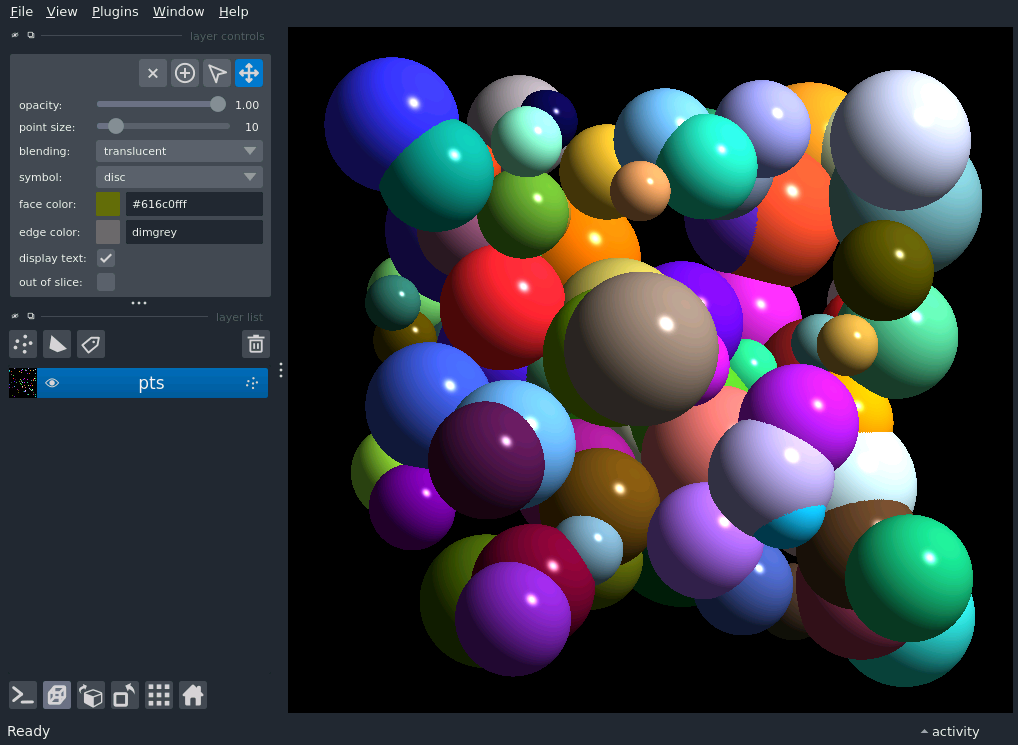 File View Plugins Window Help
layer controls
opacity: 1.00
point size: 10
blending: translucent
symbol: disc
face color: #616c0fff
edge color: dimgrey
display text:
out of slice:
layer list
pts
Ready activity